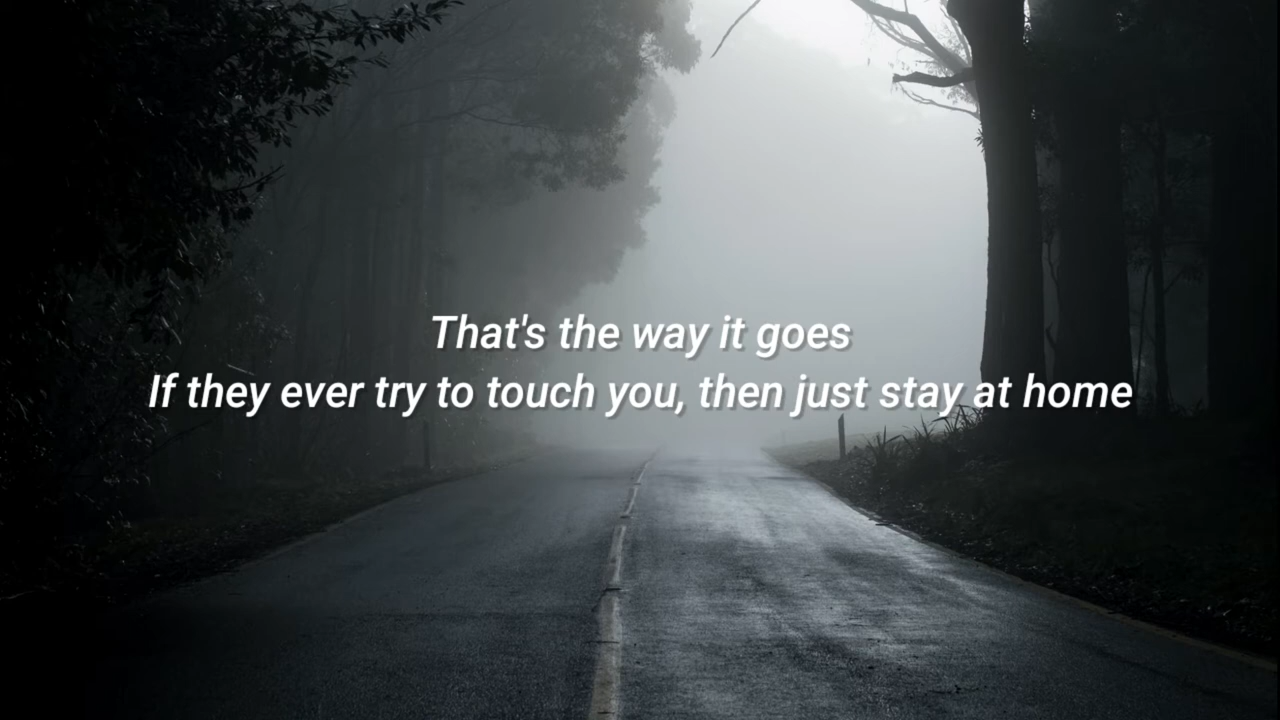 That's the way it goes
If they ever try to touch you, then just stay at home